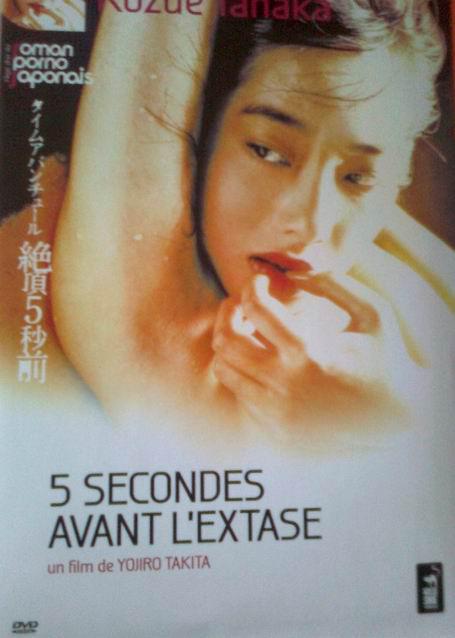 Kozue Tanaka
roman
porno
japonais
タイムアバンチュール
絶頂5秒前
5 SECONDES
AVANT L'EXTASE
un film de YOJIRO TAKITA
DVD